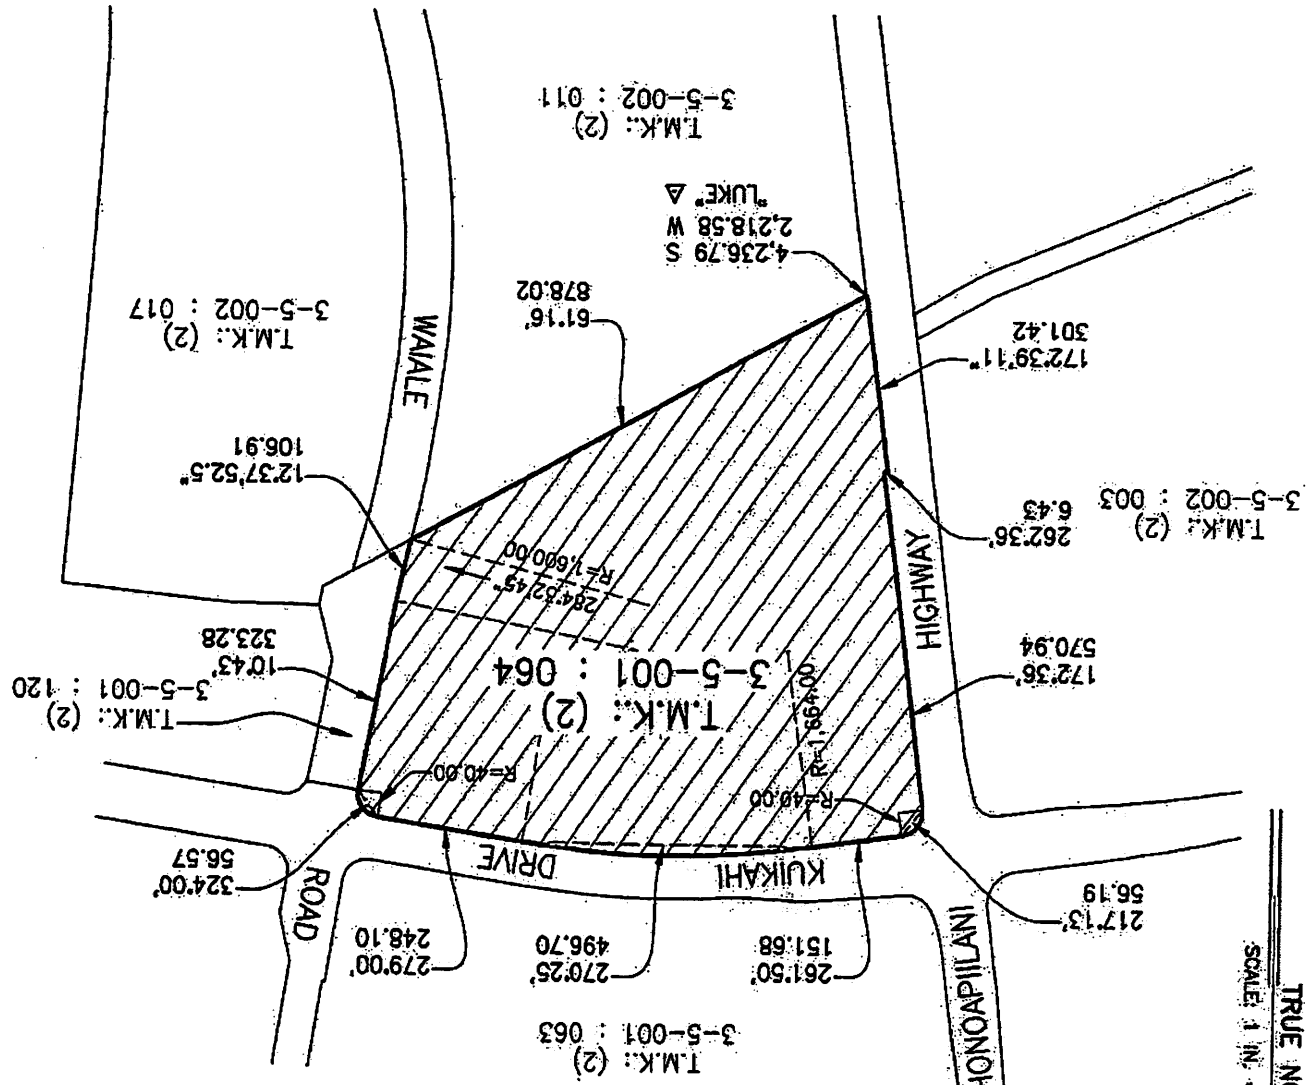 TRUE
SCALE: 1 IN.
T.M.K.: (2)
3-5-001 : 063
HONOAPIILANI
217°13'
56.19
261°50'
151.68
270°25'
496.70
279°00'
248.10
ROAD
324°00'
56.57
KUIKAHI
DRIVE
R=40.00
R=40.00
R=1,664.00
T.M.K.: (2)
3-5-001 : 064
T.M.K.: (2)
3-5-001 : 120
172°36'
570.94
10°43'
323.28
HIGHWAY
284°32'45"
R=1,600.00
262°36'
6.43
T.M.K.: (2)
3-5-002 : 003
12°37'52.5"
106.91
WAIALE
172°39'11"
301.42
61°16'
878.02
T.M.K.: (2)
3-5-002 : 017
4,236.79 S
2,218.58 W
"LUKE" △
T.M.K.: (2)
3-5-002 : 011